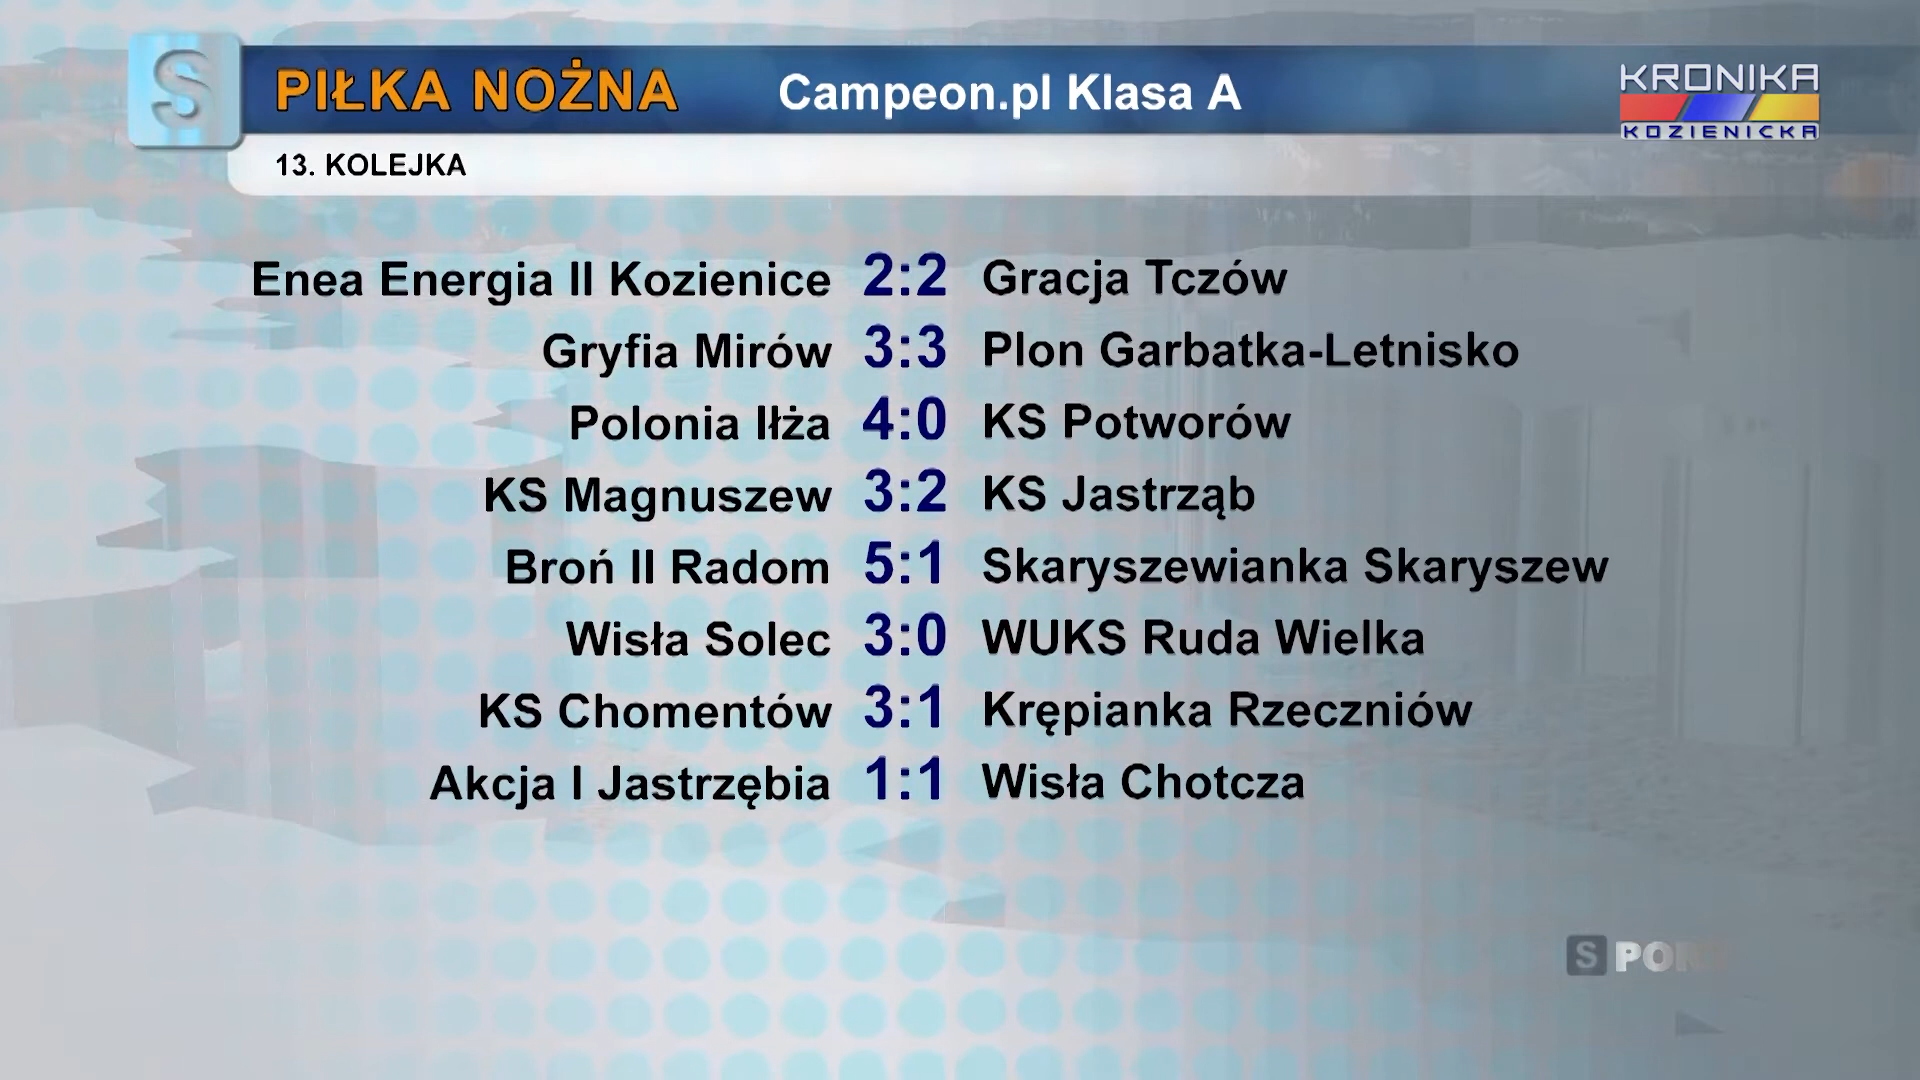 S PIŁKA NOŻNA Campeon.pl Klasa A
KRONIKA
KOZIENICKA
13. KOLEJKA
Enea Energia II Kozienice 2:2 Gracja Tczów
Gryfia Mirów 3:3 Plon Garbatka-Letnisko
Polonia Iłża 4:0 KS Potworów
KS Magnuszew 3:2 KS Jastrząb
Broń II Radom 5:1 Skaryszewianka Skaryszew
Wisła Solec 3:0 WUKS Ruda Wielka
KS Chomentów 3:1 Krępianka Rzeczniów
Akcja I Jastrzębia 1:1 Wisła Chotcza
SPORT